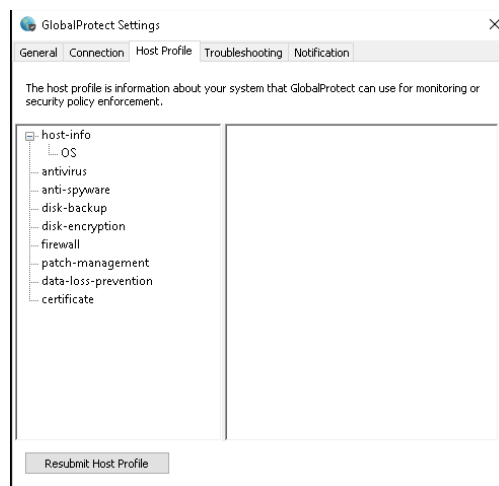 GlobalProtect Settings
General Connection Host Profile Troubleshooting Notification
The host profile is information about your system that GlobalProtect can use for monitoring or
security policy enforcement.
host-info
OS
antivirus
anti-spyware
disk-backup
disk-encryption
firewall
patch-management
data-loss-prevention
certificate
Resubmit Host Profile